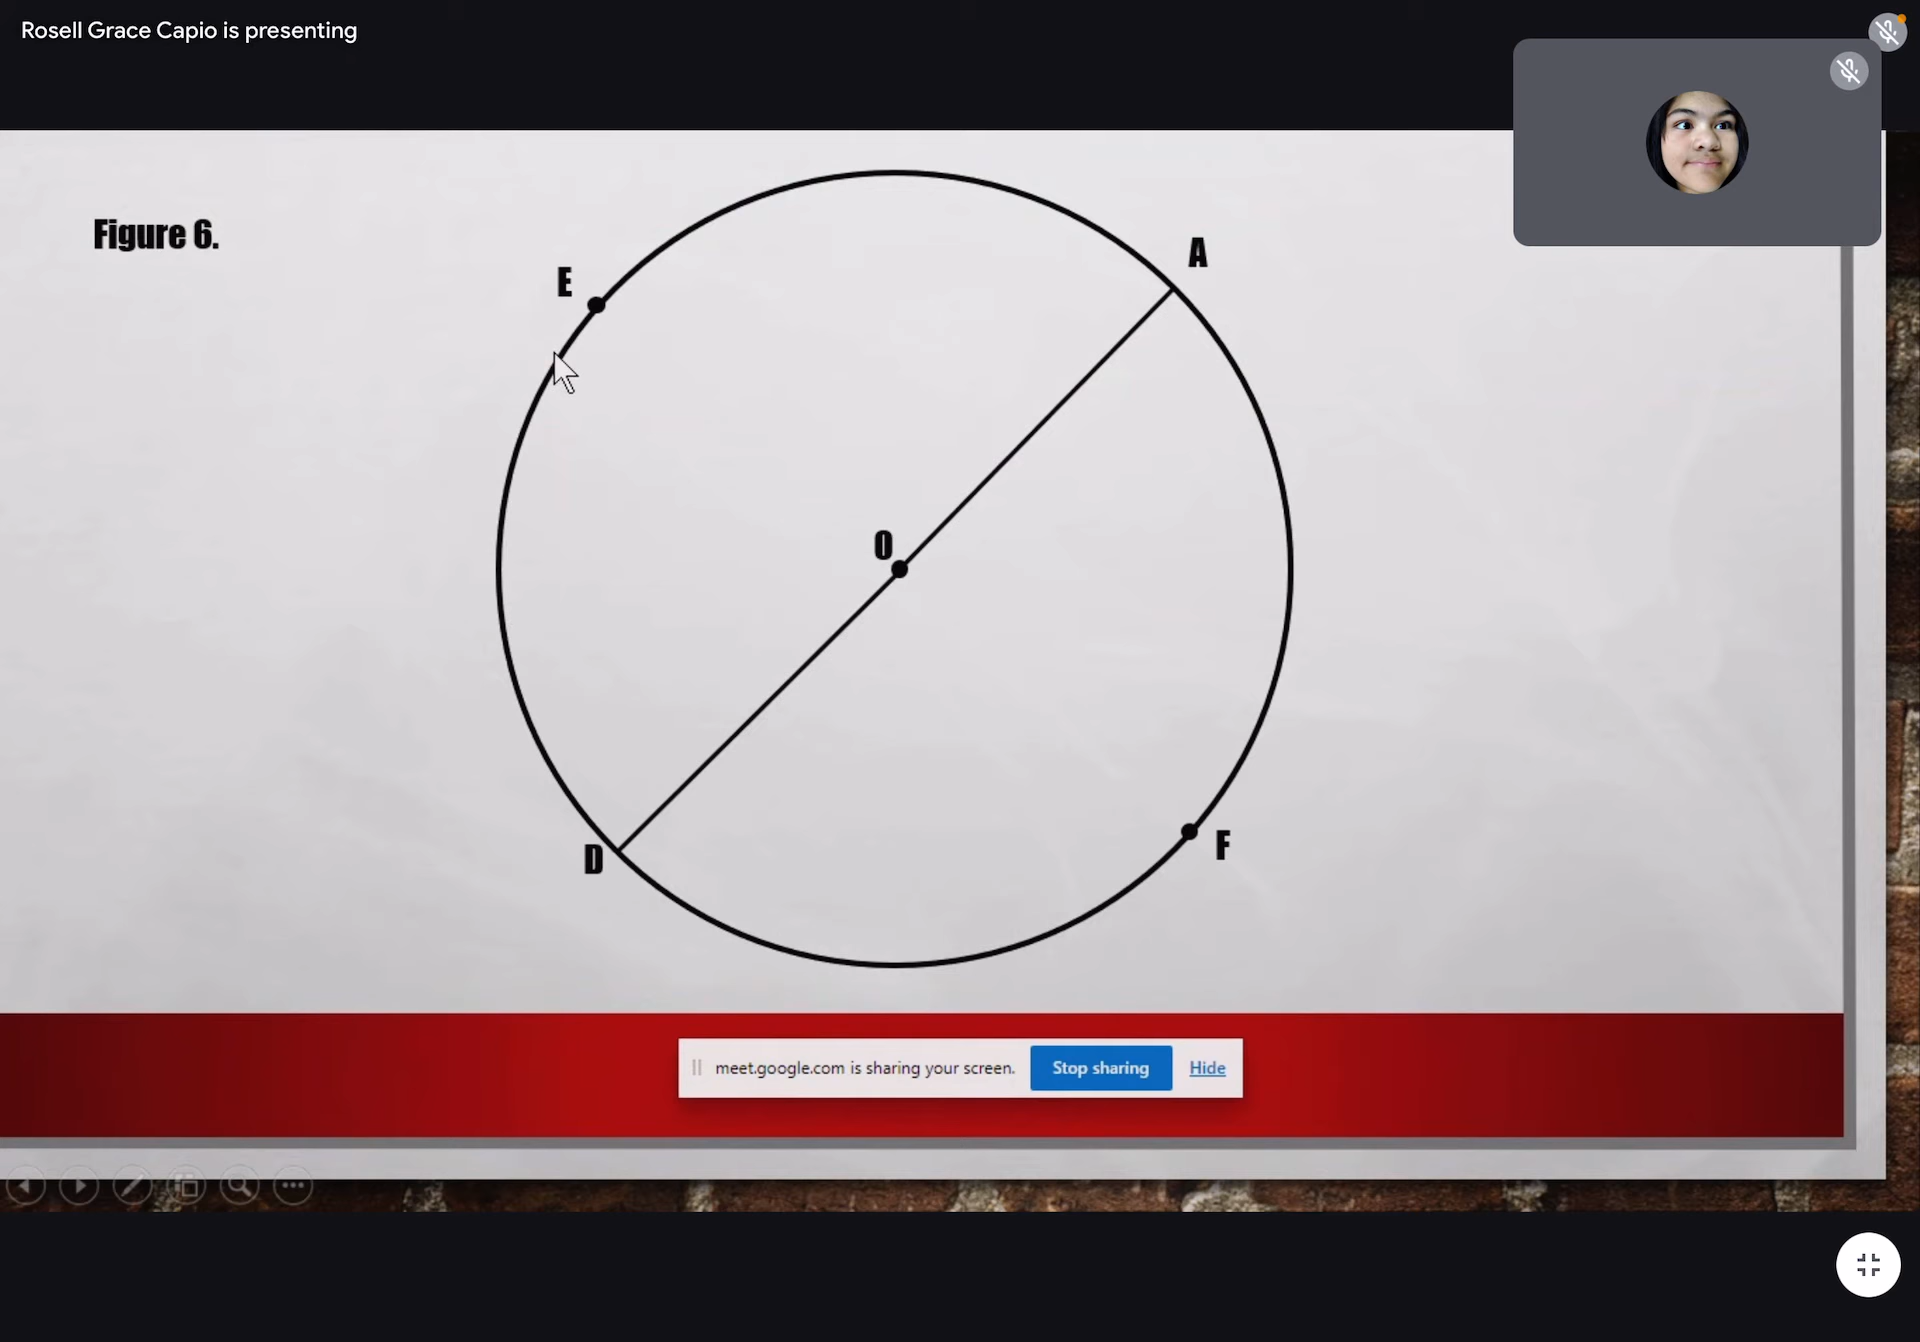 Rosell Grace Capio is presenting
Figure 6.
A
E
O
D
F
meet.google.com is sharing your screen. Stop sharing Hide